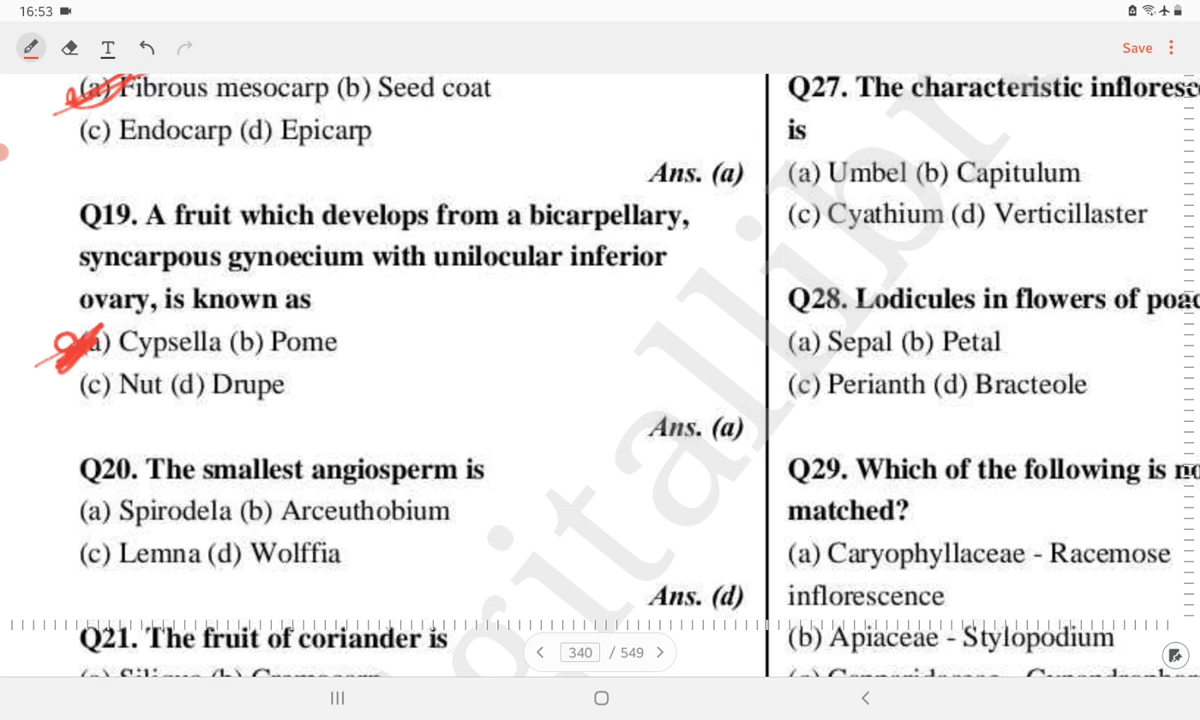 16:53
T
Save
(a) Fibrous mesocarp (b) Seed coat
(c) Endocarp (d) Epicarp
Ans. (a)
Q19. A fruit which develops from a bicarpellary,
syncarpous gynoecium with unilocular inferior
ovary, is known as
(a) Cypsella (b) Pome
(c) Nut (d) Drupe
Ans. (a)
Q20. The smallest angiosperm is
(a) Spirodela (b) Arceuthobium
(c) Lemna (d) Wolffia
Ans. (d)
Q21. The fruit of coriander is
Q27. The characteristic
is
(a) Umbel (b) Capitulum
(c) Cyathium (d) Verticillaster
Q28. Lodicules in flowers of
(a) Sepal (b) Petal
(c) Perianth (d) Bracteole
Q29. Which of the following is
matched?
(a) Caryophyllaceae - Racemose
inflorescence
(b) Apiaceae - Stylopodium
340 / 549